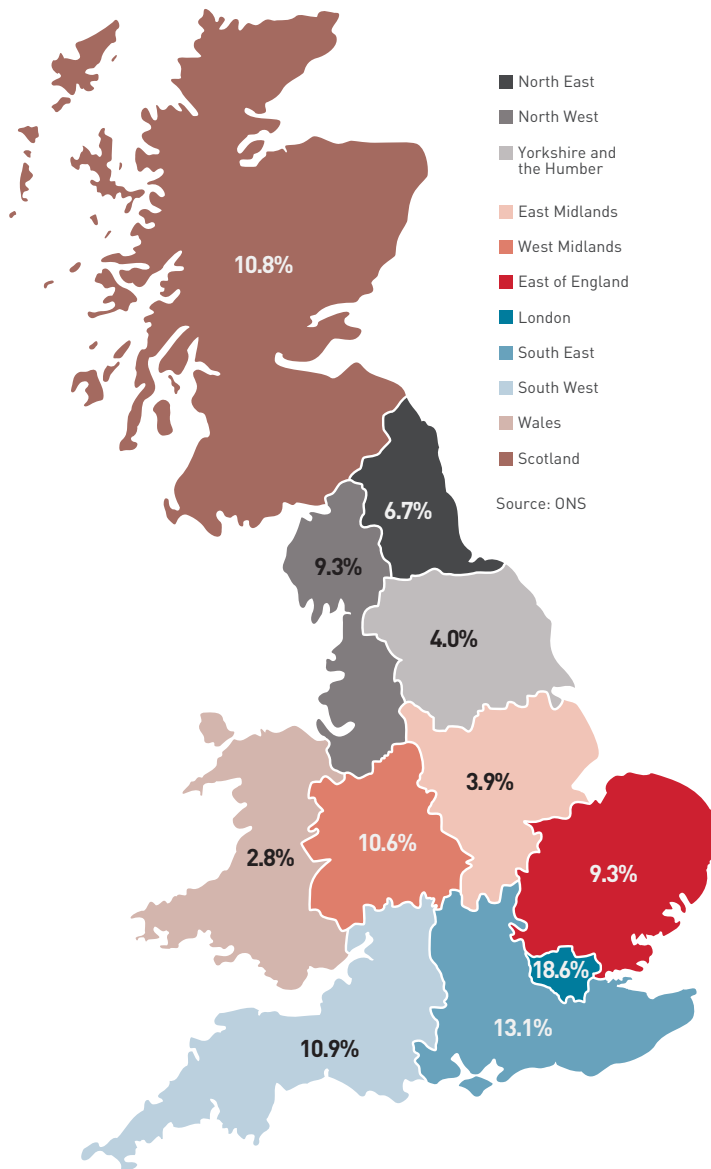 North East
North West
Yorkshire and
the Humber
East Midlands
West Midlands
East of England
London
South East
South West
Wales
Scotland
Source: ONS
10.8%
6.7%
9.3%
4.0%
3.9%
10.6%
2.8%
9.3%
18.6%
13.1%
10.9%